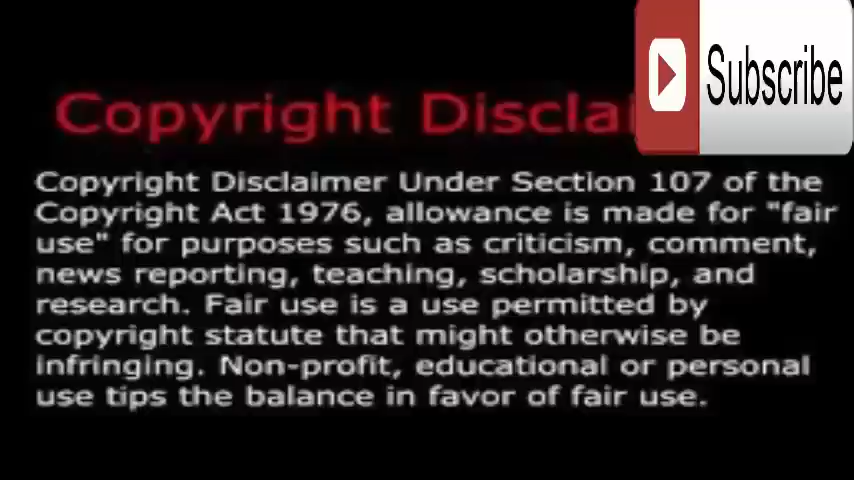 Subscribe
Copyright Disclai
Copyright Disclaimer Under Section 107 of the
Copyright Act 1976, allowance is made for "fair
use" for purposes such as criticism, comment,
news reporting, teaching, scholarship, and
research. Fair use is a use permitted by
copyright statute that might otherwise be
infringing. Non-profit, educational or personal
use tips the balance in favor of fair use.